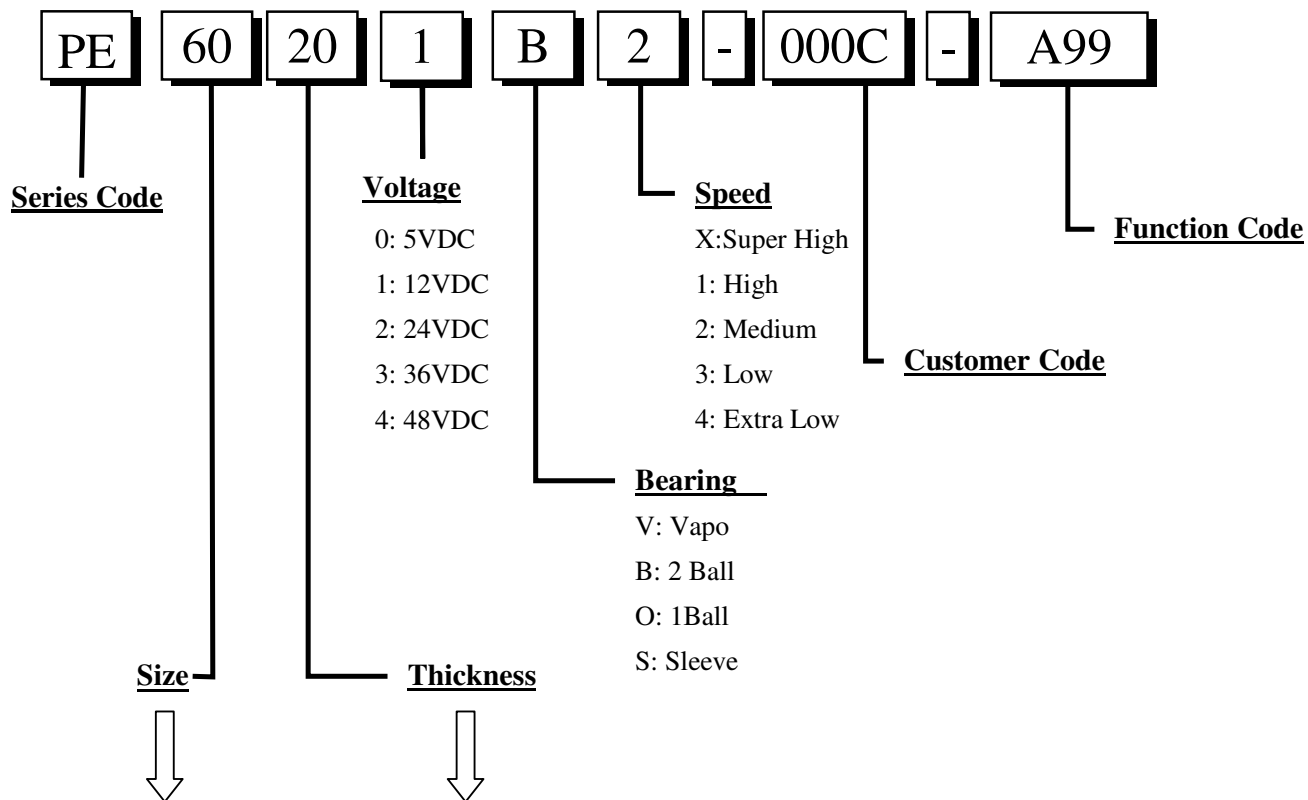 PE 60 20 1 B 2 - 000C - A99
Series Code
Voltage
0: 5VDC
1: 12VDC
2: 24VDC
3: 36VDC
4: 48VDC
Speed
X:Super High
1: High
2: Medium
3: Low
4: Extra Low
Function Code
Customer Code
Bearing
V: Vapo
B: 2 Ball
O: 1Ball
S: Sleeve
Size
Thickness